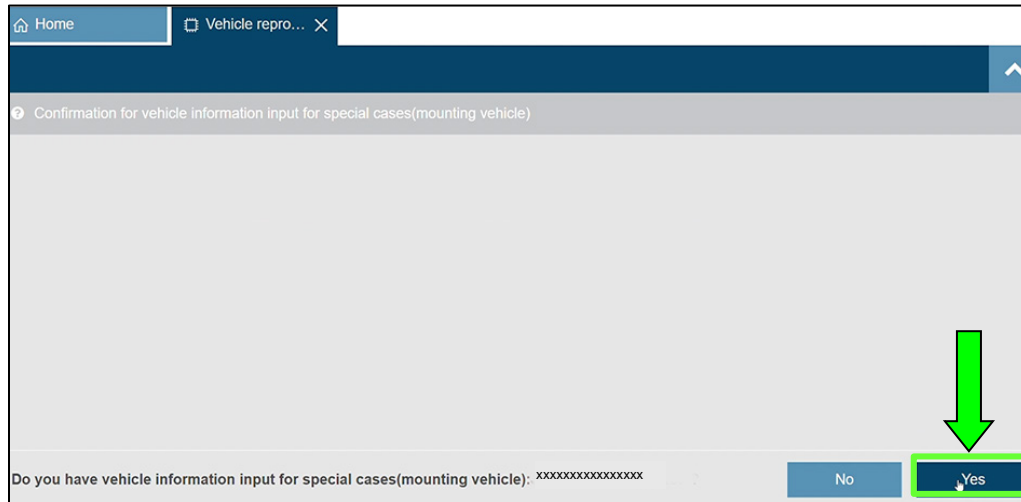 Home
Vehicle repro...
Confirmation for vehicle information input for special cases(mounting vehicle)
Do you have vehicle information input for special cases(mounting vehicle): xxxxxxxxxxxxxxxx ?
No
Yes